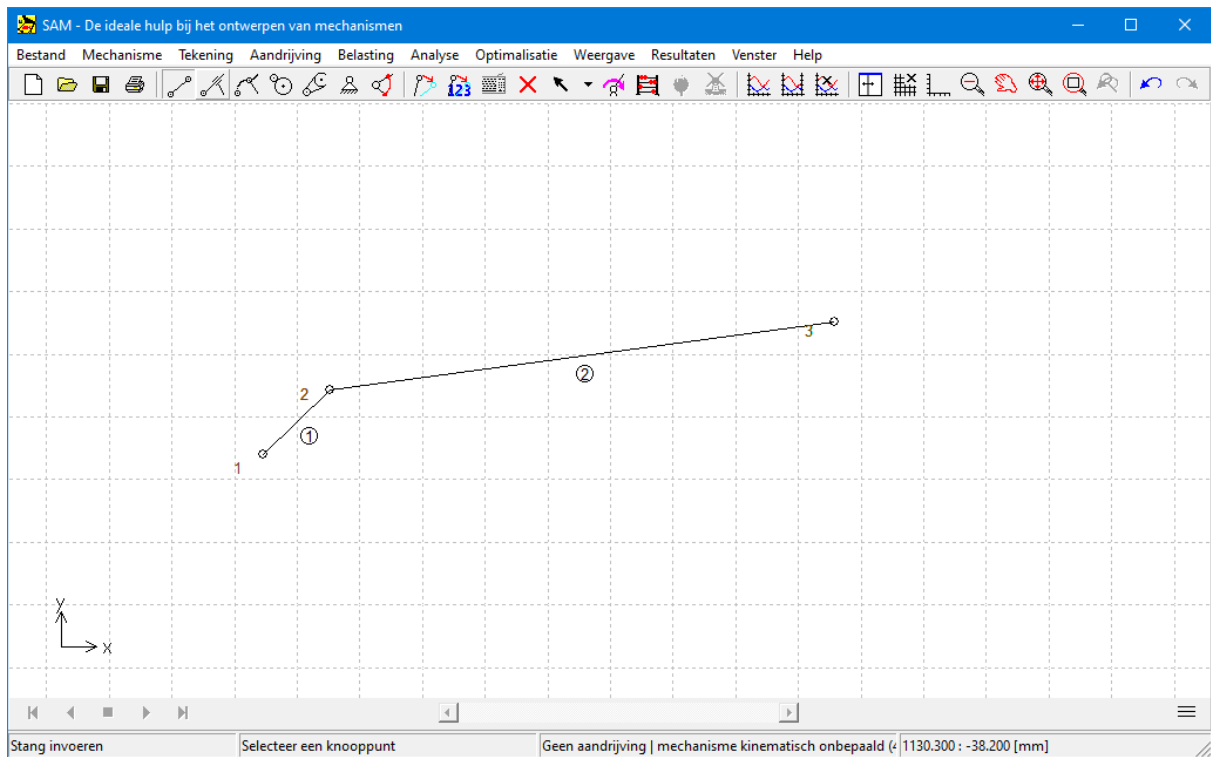 SAM - De ideale hulp bij het ontwerpen van mechanismen
Bestand Mechanisme Tekening Aandrijving Belasting Analyse Optimalisatie Weergave Resultaten Venster Help
123
3
2
②
①
1
y
x
Stang invoeren Selecteer een knooppunt Geen aandrijving | mechanisme kinematisch onbepaald (4 1130.300 : -38.200 [mm]